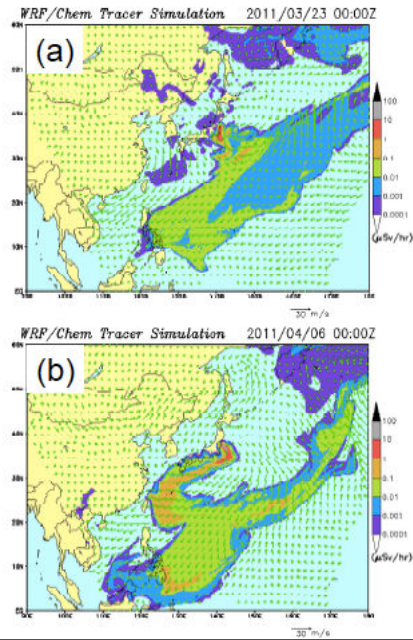 WRF/Chem Tracer Simulation 2011/03/23 00:00Z
(a)
100
10
1
0.1
0.01
0.001
0.0001
(μSv/hr)
30 m/s
WRF/Chem Tracer Simulation 2011/04/06 00:00Z
(b)
100
10
1
0.1
0.01
0.001
0.0001
(μSv/hr)
30 m/s